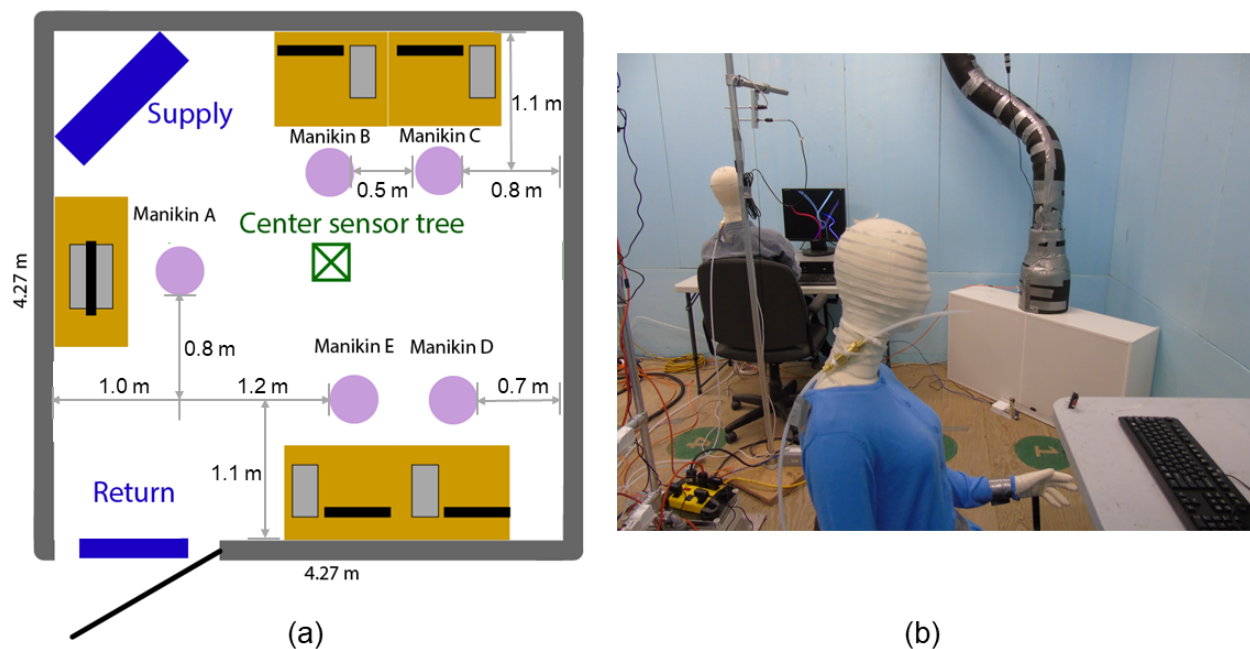 Supply
1.1 m
Manikin B
Manikin C
0.5 m
0.8 m
Manikin A
Center sensor tree
4.27 m
0.8 m
Manikin E
Manikin D
1.0 m
1.2 m
0.7 m
1.1 m
Return
4.27 m
(a)
(b)
1